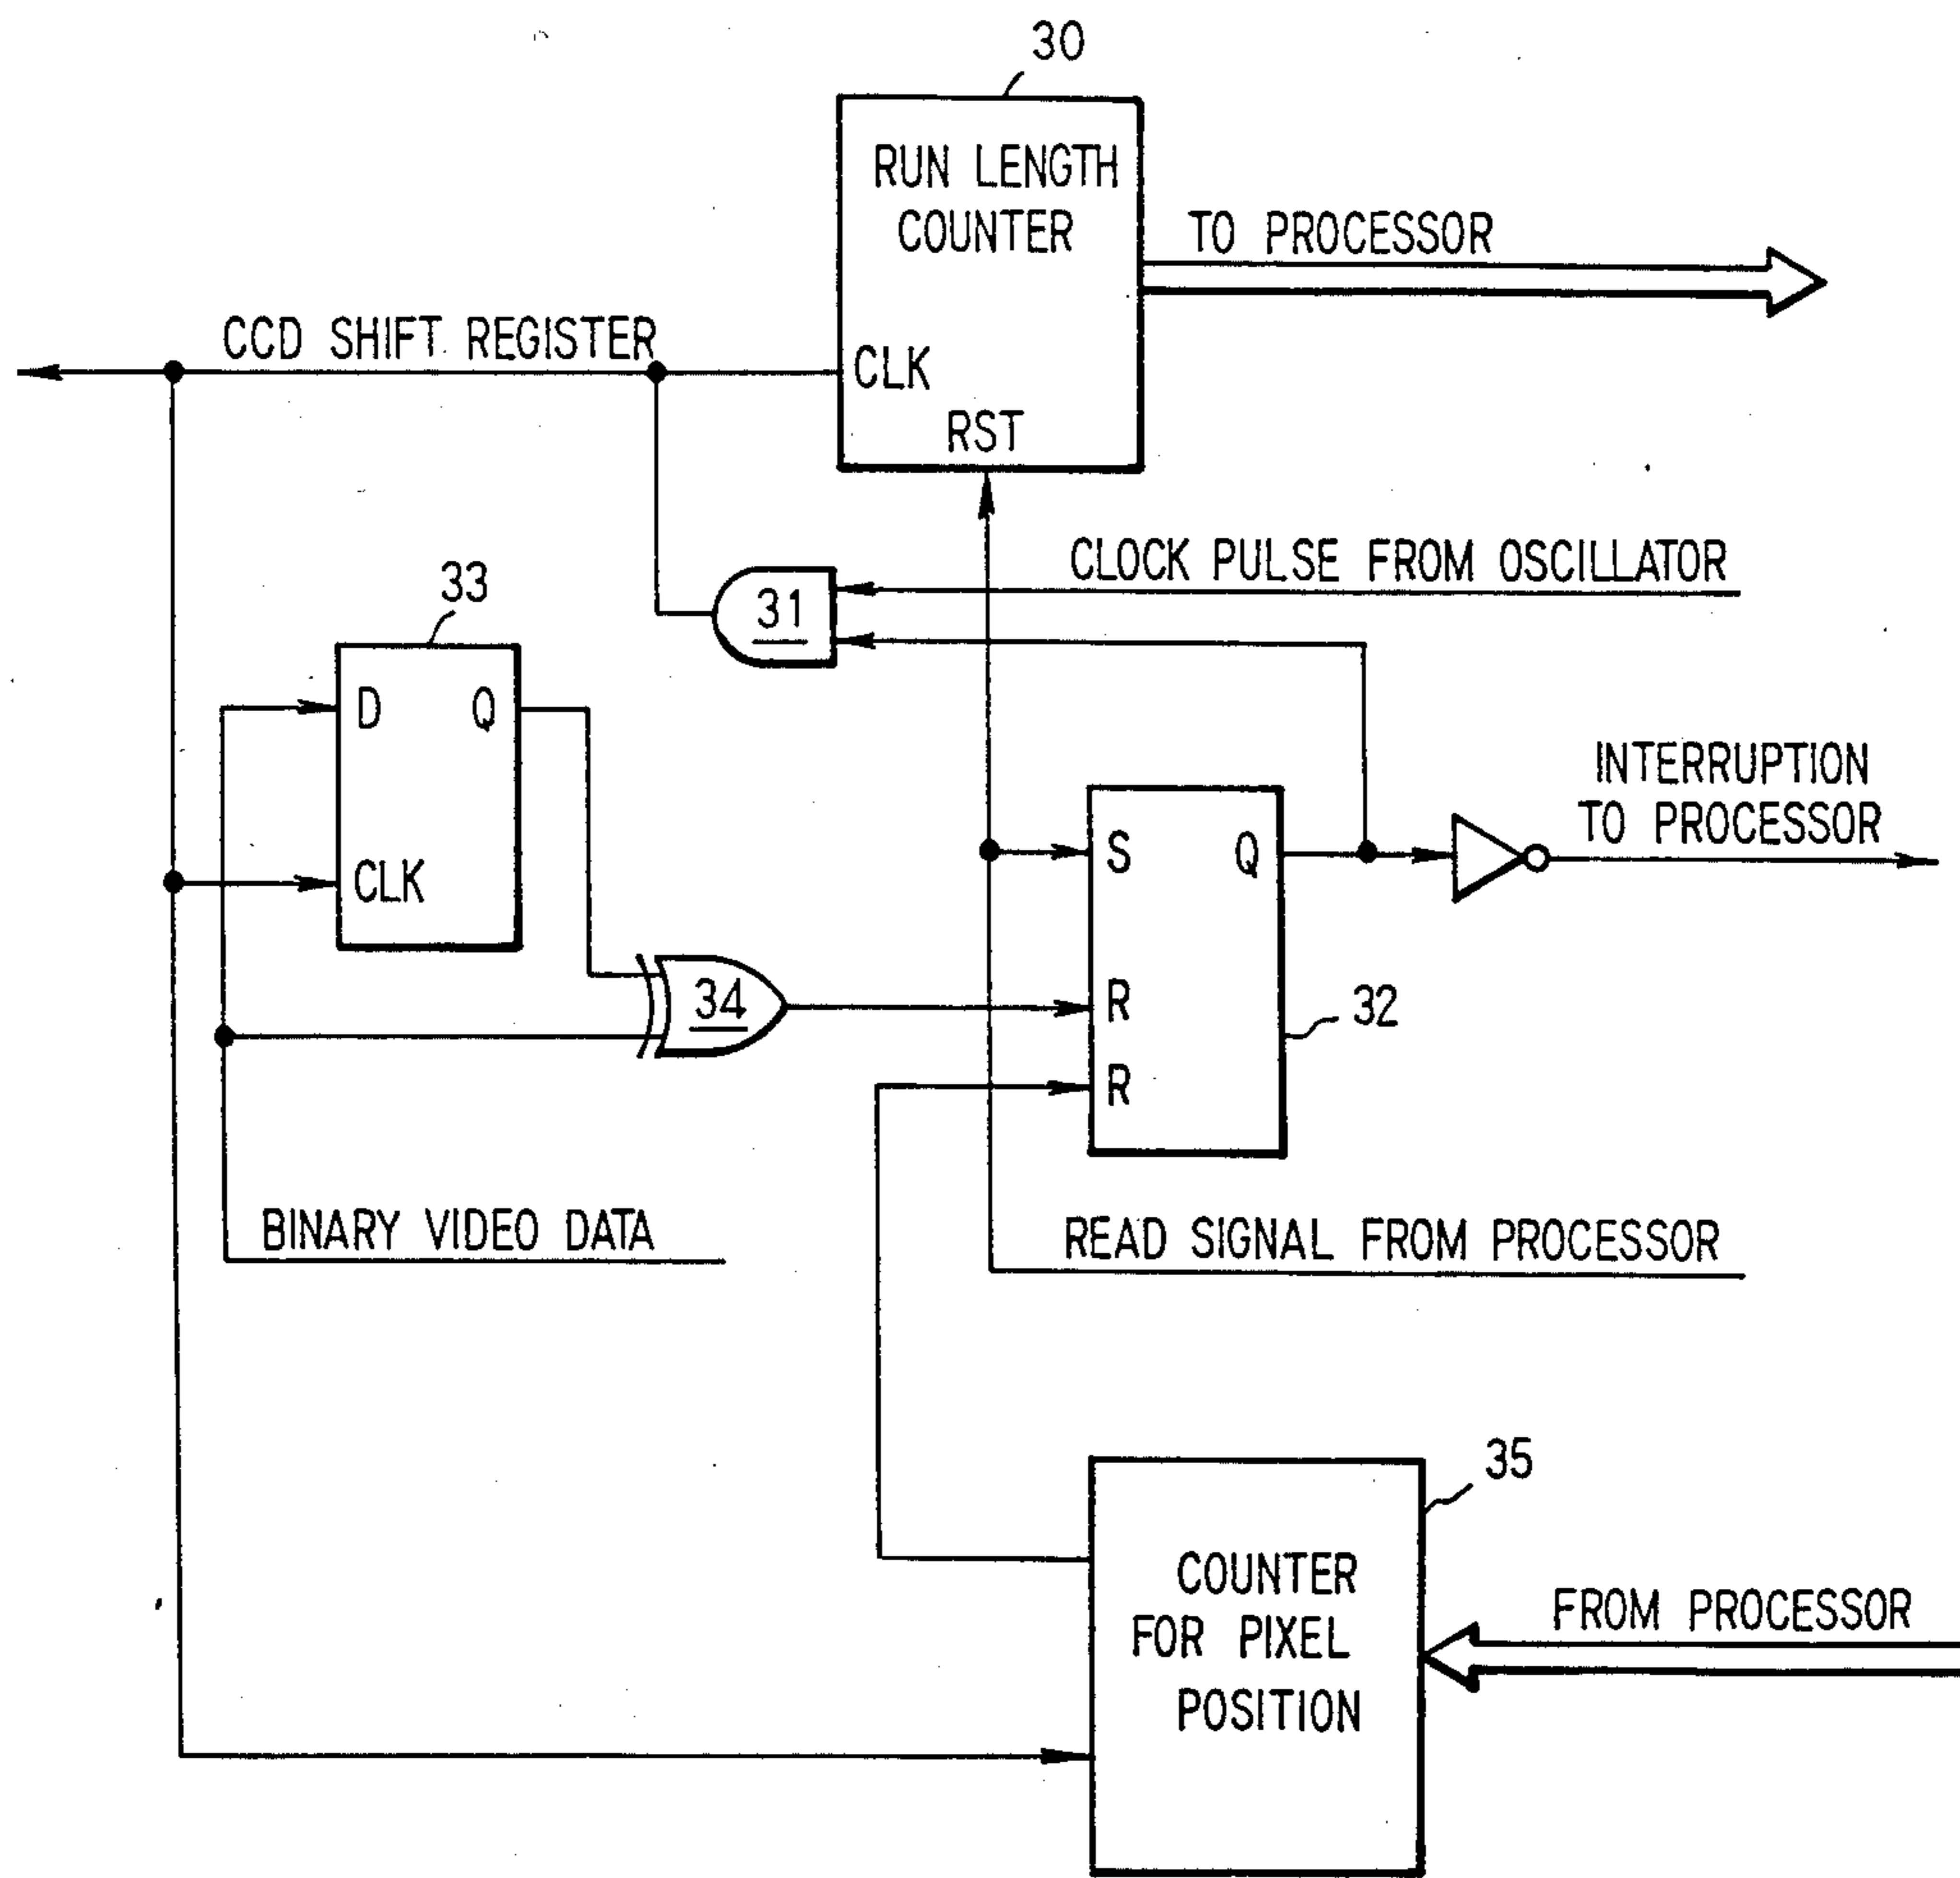 30
RUN LENGTH
COUNTER
TO PROCESSOR
CCD SHIFT REGISTER
CLK
RST
CLOCK PULSE FROM OSCILLATOR
31
33
D Q
CLK
INTERRUPTION
TO PROCESSOR
S Q
34
R
32
R
BINARY VIDEO DATA
READ SIGNAL FROM PROCESSOR
35
COUNTER
FOR PIXEL
POSITION
FROM PROCESSOR